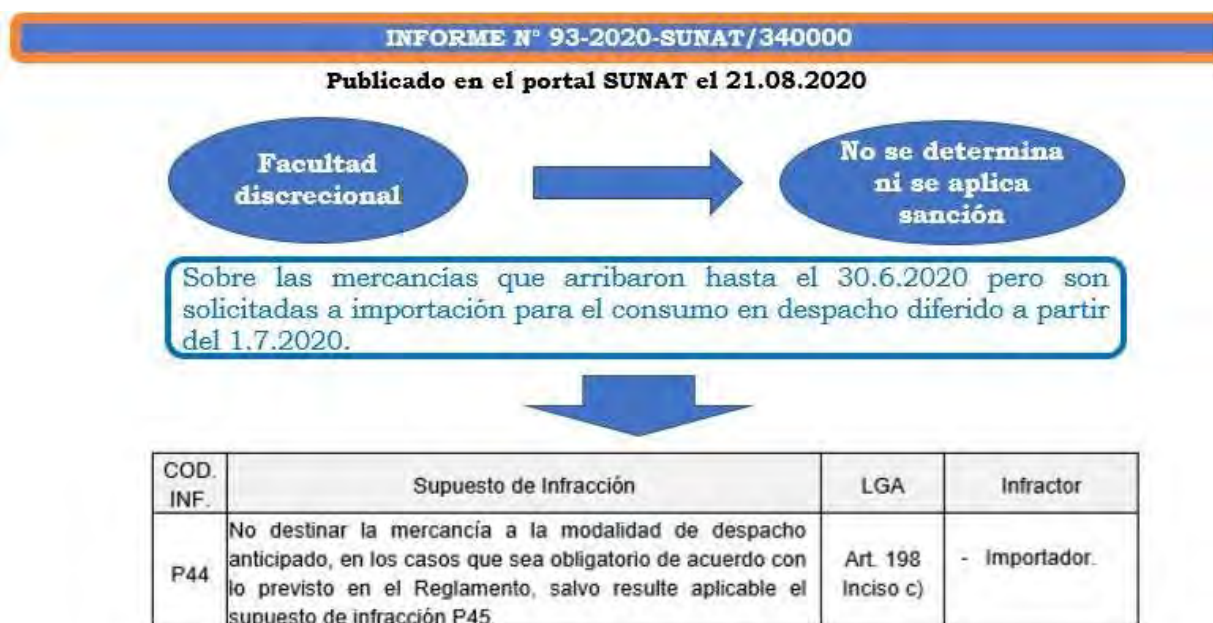 INFORME N° 93-2020-SUNAT/340000
Publicado en el portal SUNAT el 21.08.2020
Facultad
discrecional
No se determina
ni se aplica
sanción
Sobre las mercancías que arribaron hasta el 30.6.2020 pero son
solicitadas a importación para el consumo en despacho diferido a partir
del 1.7.2020.
COD.
INF.
Supuesto de Infracción
LGA
Infractor
P44
No destinar la mercancía a la modalidad de despacho
anticipado, en los casos que sea obligatorio de acuerdo con
lo previsto en el Reglamento, salvo resulte aplicable el
supuesto de infracción P45
Art. 198
Inciso c)
- Importador.